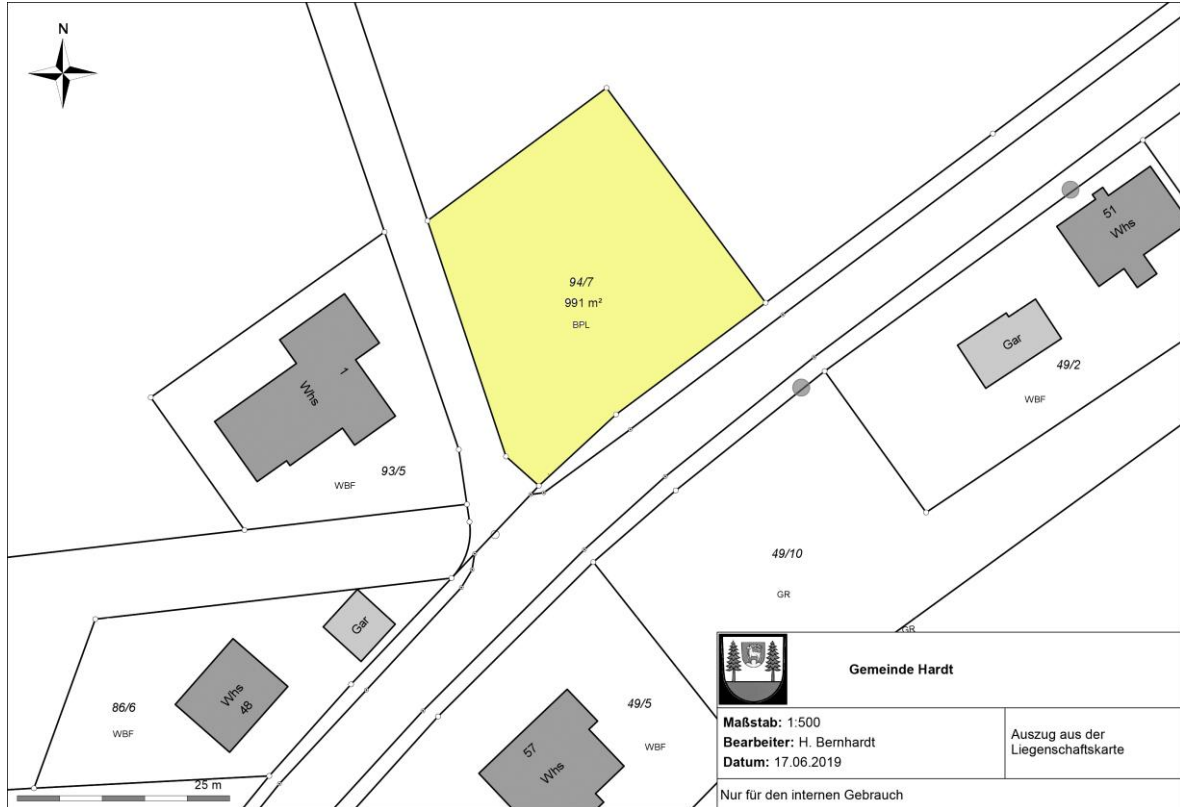 N
94/7
991 m²
BPL
51
Whs
Gar
49/2
WBF
1
Whs
93/5
WBF
49/10
GR
GR
Gar
Whs
48
86/6
WBF
49/5
WBF
57
Whs
25 m
Gemeinde Hardt
Maßstab: 1:500
Bearbeiter: H. Bernhardt
Datum: 17.06.2019
Auszug aus der
Liegenschaftskarte
Nur für den internen Gebrauch